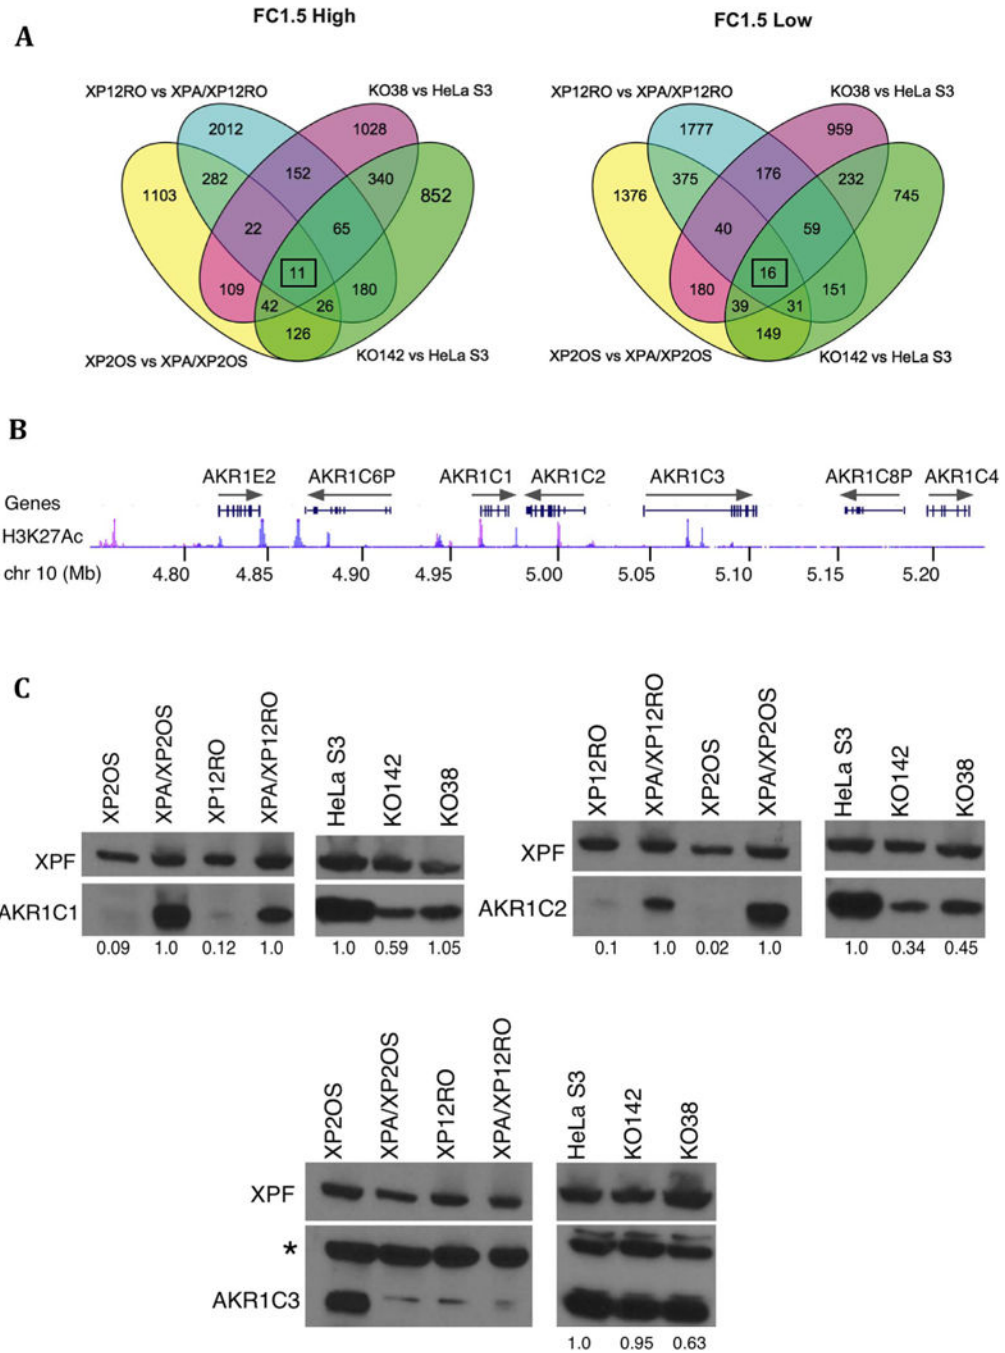 A
FC1.5 High
FC1.5 Low
XP12RO vs XPA/XP12RO
KO38 vs HeLa S3
XP12RO vs XPA/XP12RO
KO38 vs HeLa S3
2012
1028
1103
282
152
340
852
22
65
11
109
42
26
180
126
XP2OS vs XPA/XP2OS
KO142 vs HeLa S3
1777
959
1376
375
176
232
745
40
59
16
180
39
31
151
149
XP2OS vs XPA/XP2OS
KO142 vs HeLa S3
B
AKR1E2 AKR1C6P AKR1C1 AKR1C2 AKR1C3 AKR1C8P AKR1C4
Genes
H3K27Ac
chr 10 (Mb) 4.80 4.85 4.90 4.95 5.00 5.05 5.10 5.15 5.20
C
XP2OS
XPA/XP2OS
XP12RO
XPA/XP12RO
HeLa S3
KO142
KO38
XPF
AKR1C1
0.09 1.0 0.12 1.0 1.0 0.59 1.05
XP12RO
XPA/XP12RO
XP2OS
XPA/XP2OS
HeLa S3
KO142
KO38
XPF
AKR1C2
0.1 1.0 0.02 1.0 1.0 0.34 0.45
XP2OS
XPA/XP2OS
XP12RO
XPA/XP12RO
HeLa S3
KO142
KO38
XPF
*
AKR1C3
1.0 0.95 0.63